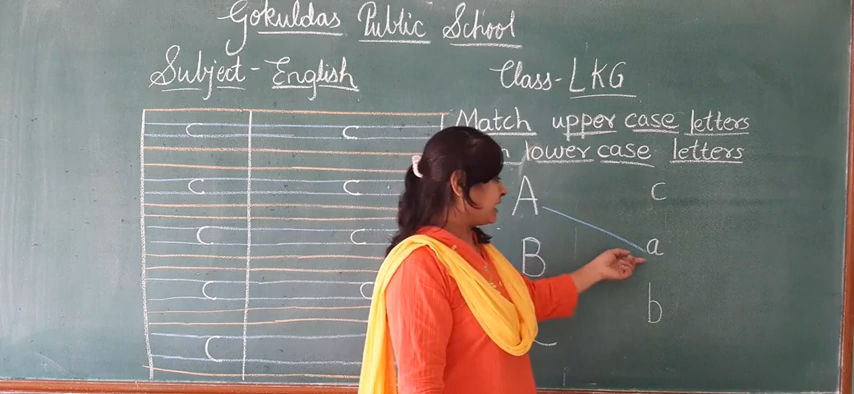 Gokuldas Public School
Subject - English
Class - LKG
c c
c c
c c
c c
c
Match upper case letters
lower case letters
A c
B a
b